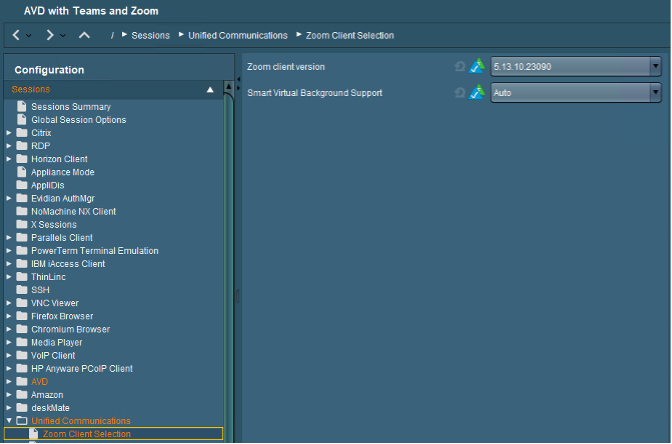 AVD with Teams and Zoom
/ Sessions Unified Communications Zoom Client Selection
Configuration
Sessions
Sessions Summary
Global Session Options
Citrix
RDP
Horizon Client
Appliance Mode
AppliDis
Evidian AuthMgr
NoMachine NX Client
X Sessions
Parallels Client
PowerTerm Terminal Emulation
IBM iAccess Client
ThinLinc
SSH
VNC Viewer
Firefox Browser
Chromium Browser
Media Player
VoIP Client
HP Anyware PCoIP Client
AVD
Amazon
deskMate
Unified Communications
Zoom Client Selection
Zoom client version 5.13.10.23090
Smart Virtual Background Support Auto